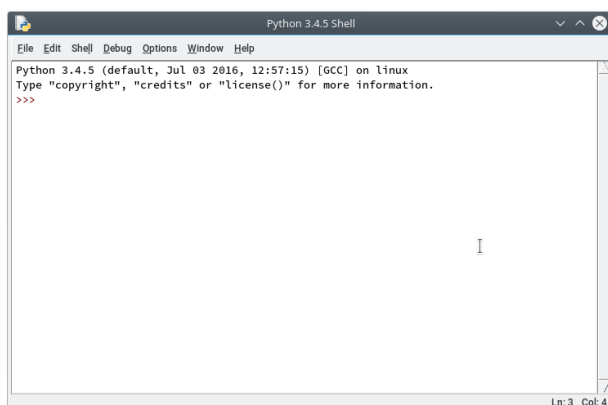 Python 3.4.5 Shell
File Edit Shell Debug Options Window Help
Python 3.4.5 (default, Jul 03 2016, 12:57:15) [GCC] on linux
Type "copyright", "credits" or "license()" for more information.
>>>
Ln: 3 Col: 4